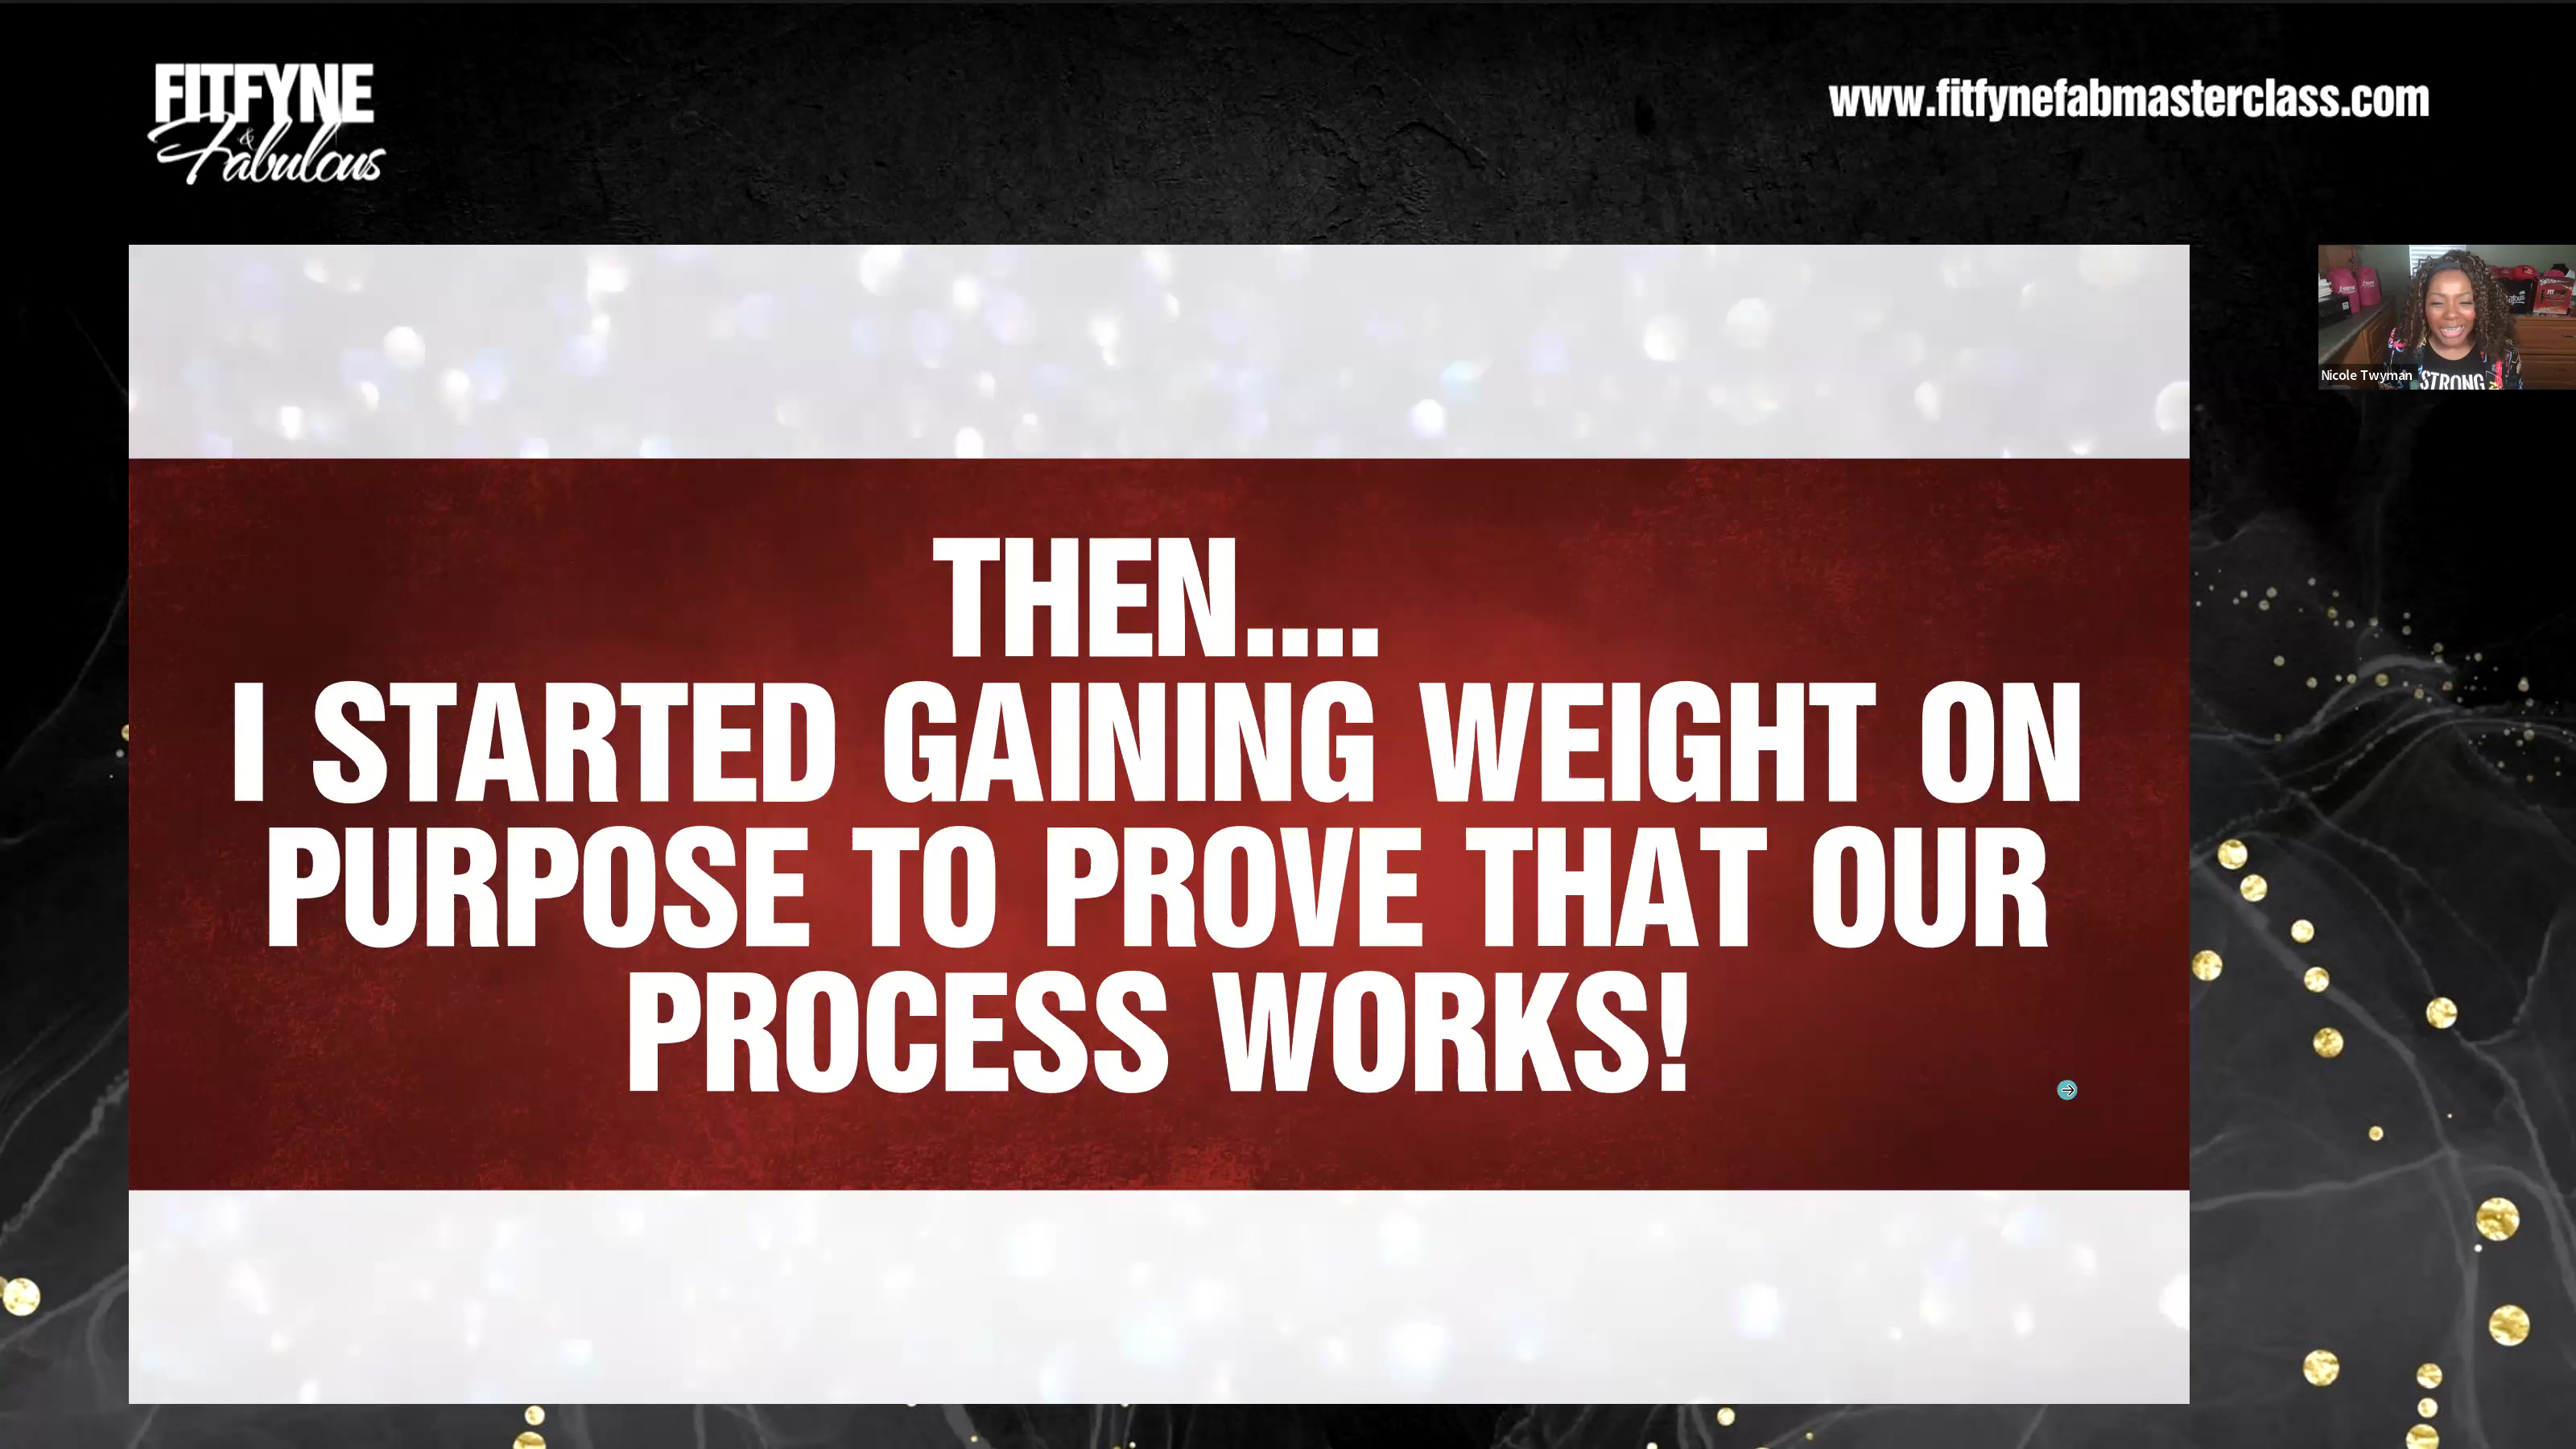 FITFYNE
& Fabulous
www.fitfynefabmasterclass.com
Nicole Twyman
STRONG
THEN....
I STARTED GAINING WEIGHT ON
PURPOSE TO PROVE THAT OUR
PROCESS WORKS!